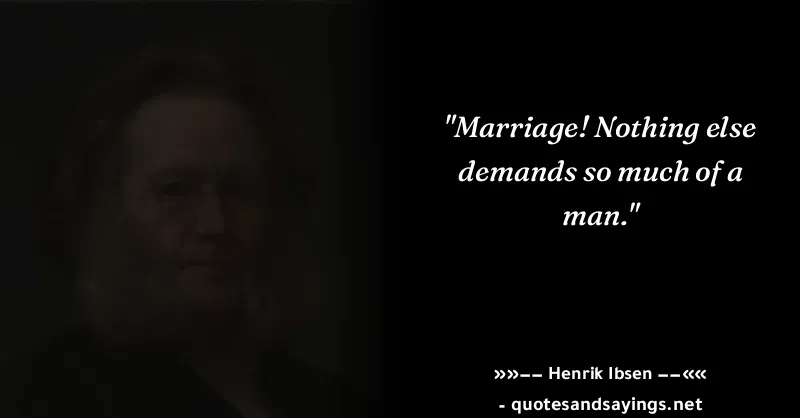 "Marriage! Nothing else
demands so much of a
man."
»»—— Henrik Ibsen ——««
- quotesandsayings.net